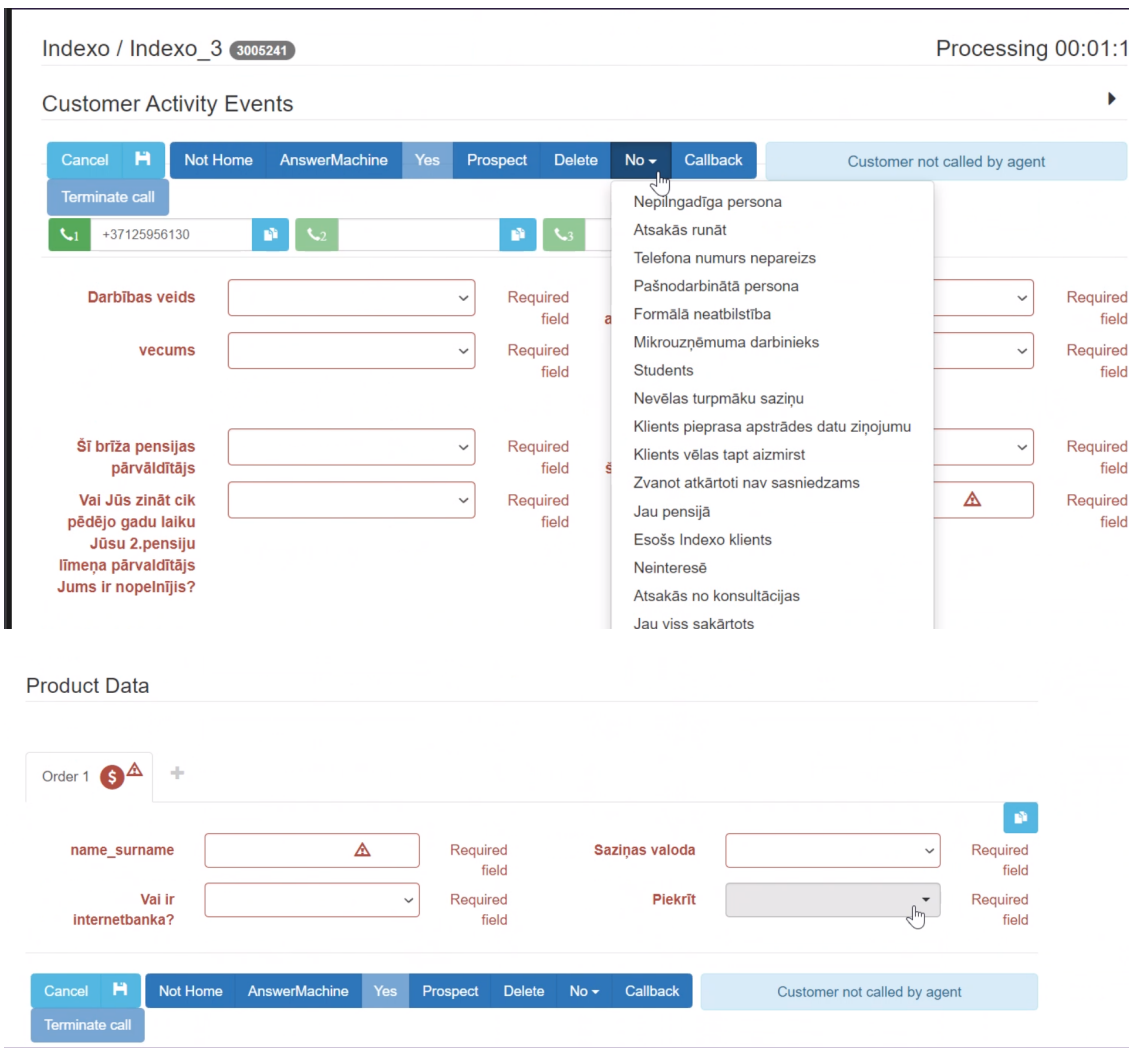 Indexo / Indexo_3 3005241
Processing 00:01:1
Customer Activity Events
Cancel Not Home AnswerMachine Yes Prospect Delete No Callback Customer not called by agent
Terminate call
1 +37125956130 2 3
Nepilngadīga persona
Atsakās runāt
Telefona numurs nepareizs
Pašnodarbinātā persona
Formālā neatbilstība
Mikrouzņēmuma darbinieks
Students
Nevēlas turpmāku saziņu
Klients pieprasa apstrādes datu ziņojumu
Klients vēlas tapt aizmirst
Zvanot atkārtoti nav sasniedzams
Jau pensijā
Esošs Indexo klients
Neinteresē
Atsakās no konsultācijas
Jau viss sakārtots
Darbības veids Required
field
Required
field
vecums Required
field
Required
field
Šī brīža pensijas
pārvāldītājs
Required
field
Required
field
Vai Jūs zināt cik
pēdējo gadu laiku
Jūsu 2.pensiju
līmeņa pārvaldītājs
Jums ir nopelnījis?
Required
field
Required
field
Product Data
Order 1
name_surname Required
field
Saziņas valoda Required
field
Vai ir
internetbanka?
Required
field
Piekrīt Required
field
Cancel Not Home AnswerMachine Yes Prospect Delete No Callback Customer not called by agent
Terminate call